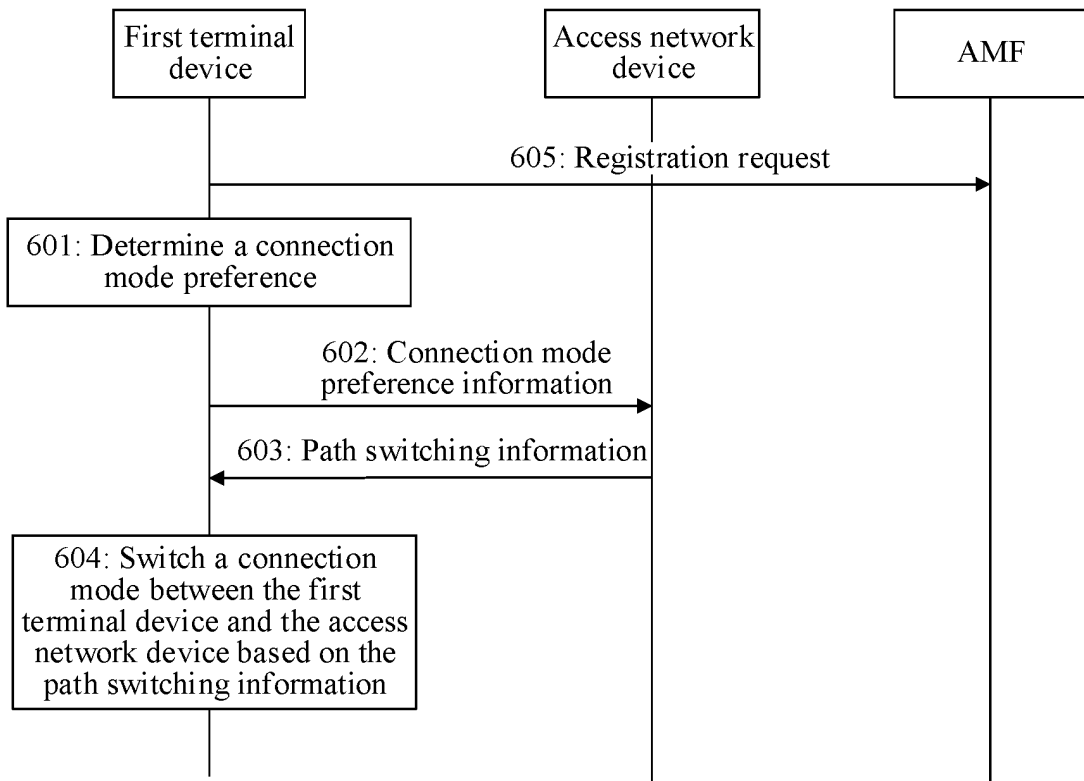 First terminal
device
Access network
device
AMF
605: Registration request
601: Determine a connection
mode preference
602: Connection mode
preference information
603: Path switching information
604: Switch a connection
mode between the first
terminal device and the access
network device based on the
path switching information